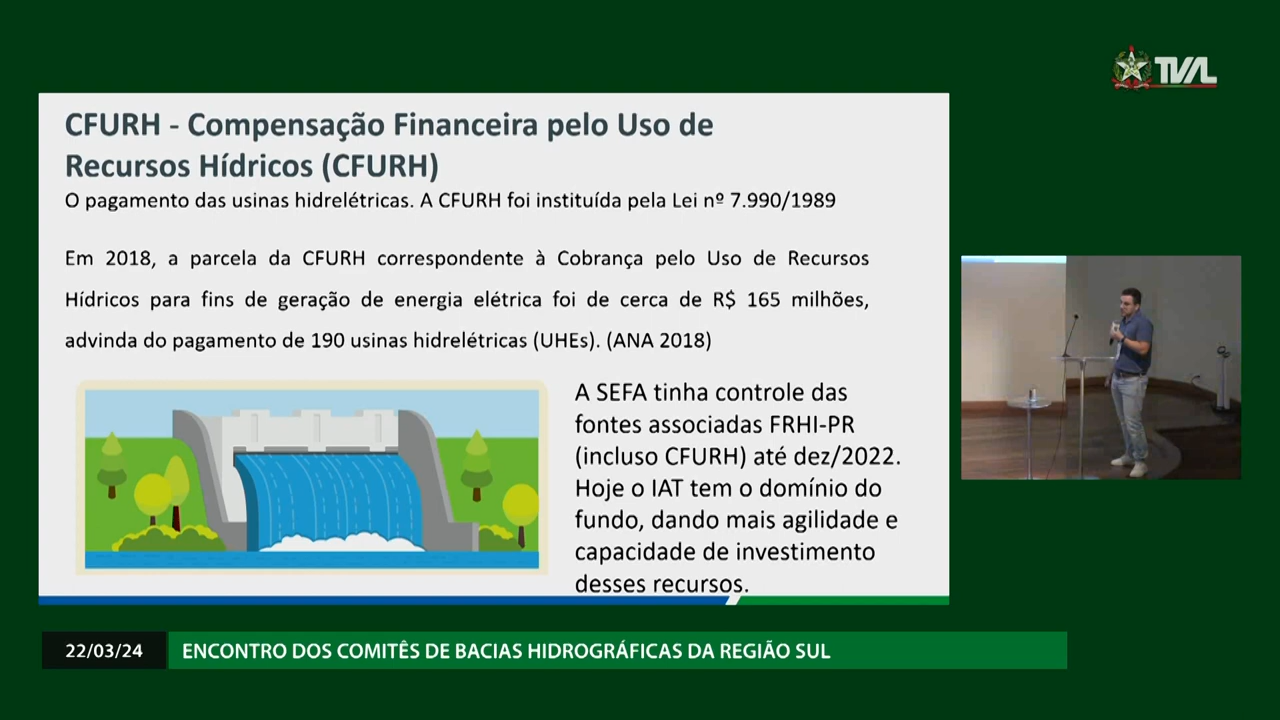 TVAL
CFURH - Compensação Financeira pelo Uso de
Recursos Hídricos (CFURH)
O pagamento das usinas hidrelétricas. A CFURH foi instituída pela Lei nº 7.990/1989
Em 2018, a parcela da CFURH correspondente à Cobrança pelo Uso de Recursos
Hídricos para fins de geração de energia elétrica foi de cerca de R$ 165 milhões,
advinda do pagamento de 190 usinas hidrelétricas (UHEs). (ANA 2018)
A SEFA tinha controle das
fontes associadas FRHI-PR
(incluso CFURH) até dez/2022.
Hoje o IAT tem o domínio do
fundo, dando mais agilidade e
capacidade de investimento
desses recursos.
22/03/24 ENCONTRO DOS COMITÊS DE BACIAS HIDROGRÁFICAS DA REGIÃO SUL